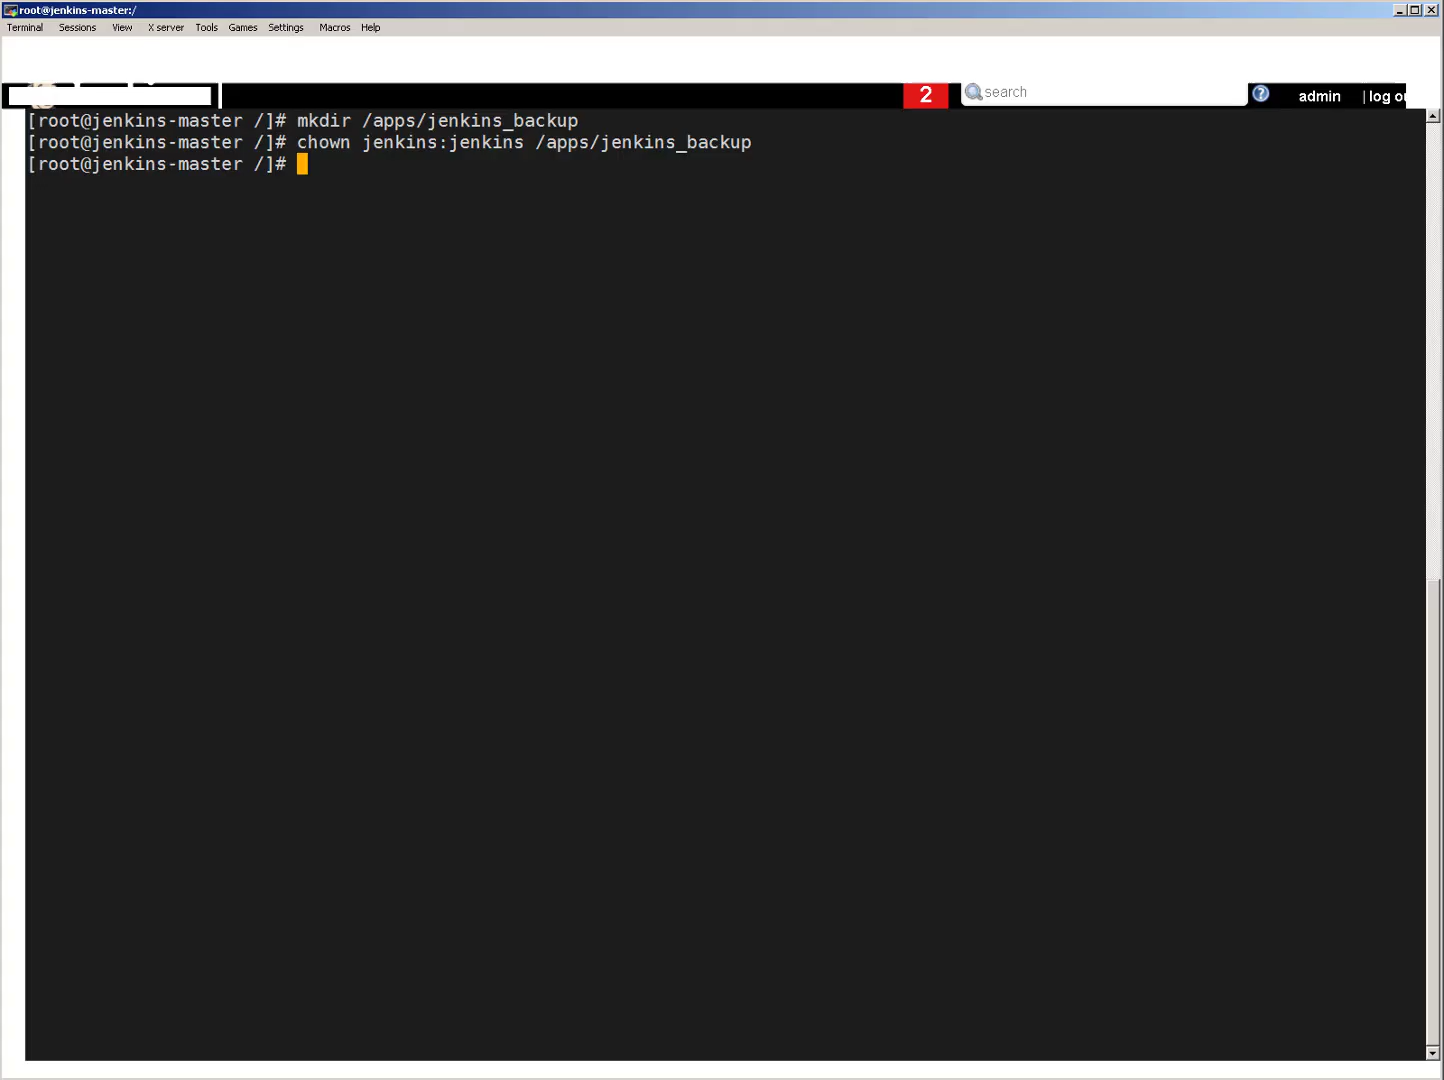 root@jenkins-master:/
Terminal Sessions View X server Tools Games Settings Macros Help
2 search ? admin | log
[root@jenkins-master /]# mkdir /apps/jenkins_backup
[root@jenkins-master /]# chown jenkins:jenkins /apps/jenkins_backup
[root@jenkins-master /]#